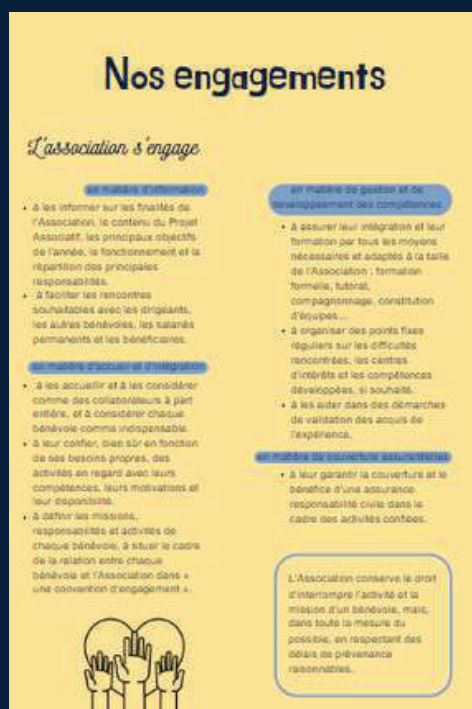 Nos engagements
L'association s'engage
en matière d'information
• à les informer sur les finalités de
l'Association, le contenu du Projet
Associatif, les principaux objectifs
de l'année, le fonctionnement et la
répartition des principales
responsabilités.
• à faciliter les rencontres
souhaitables avec les dirigeants,
les autres bénévoles, les salariés
permanents et les bénéficiaires.
en matière d'accueil et d'intégration
• à les accueillir et à les considérer
comme des collaborateurs à part
entière, et à considérer chaque
bénévole comme indispensable.
• à leur confier, bien sûr en fonction
de ses besoins propres, des
activités en regard avec leurs
compétences, leurs motivations et
leur disponibilité.
• à définir les missions,
responsabilités et activités de
chaque bénévole, à situer le cadre
de la relation entre chaque
bénévole et l'Association dans «
une convention d'engagement ».
en matière de gestion et de
développement des compétences
• à assurer leur intégration et leur
formation par tous les moyens
nécessaires et adaptés à la taille
de l'Association : formation
formelle, tutorat,
compagnonnage, constitution
d'équipes...
• à organiser des points fixes
réguliers sur les difficultés
rencontrées, les centres
d'intérêts et les compétences
développées, si souhaité.
• à les aider dans des démarches
de validation des acquis de
l'expérience.
en matière de couverture assurantielle
• à leur garantir la couverture et le
bénéfice d'une assurance
responsabilité civile dans le
cadre des activités confiées.
L'Association conserve le droit
d'interrompre l'activité et la
mission d'un bénévole, mais,
dans toute la mesure du
possible, en respectant des
délais de prévenance
raisonnables.